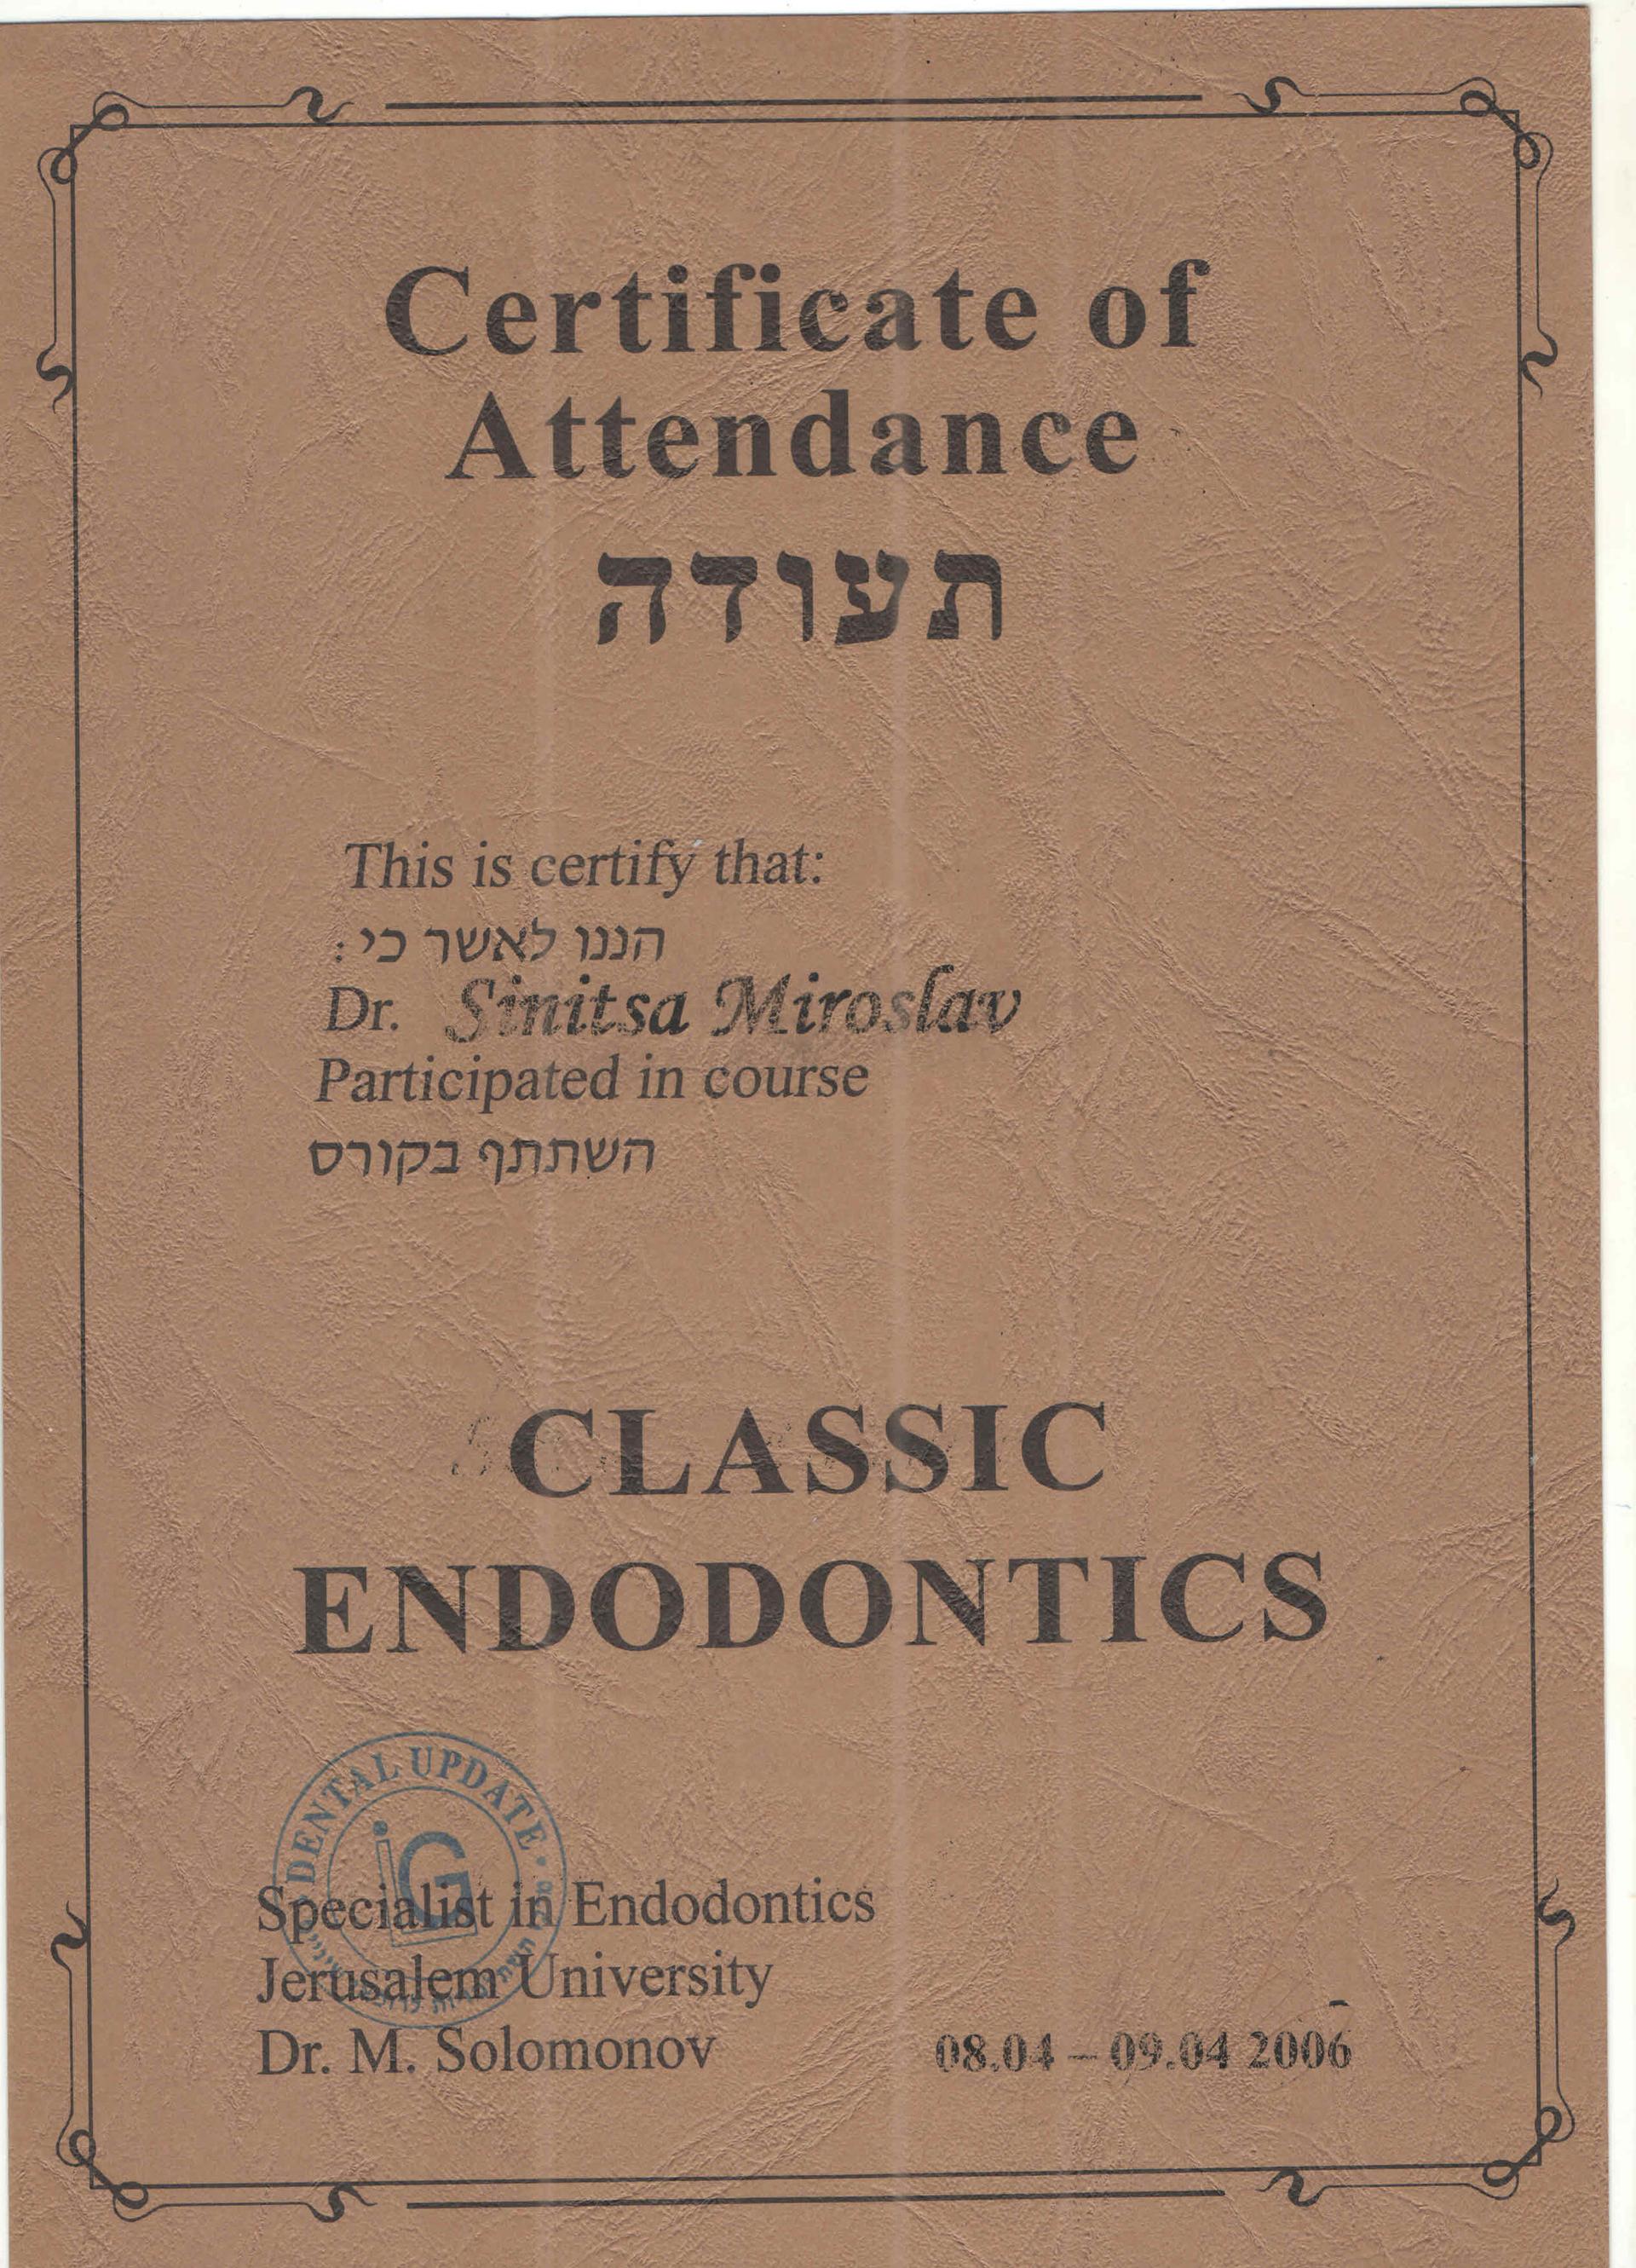 Certificate of
Attendance
תעודה
This is certify that:
הננו לאשר כי :
Dr. Sinitsa Miroslav
Participated in course
השתתף בקורס
CLASSIC
ENDODONTICS
DENTAL UPDATE
iG
Specialist in Endodontics
Jerusalem University
Dr. M. Solomonov
08.04 – 09.04 2006